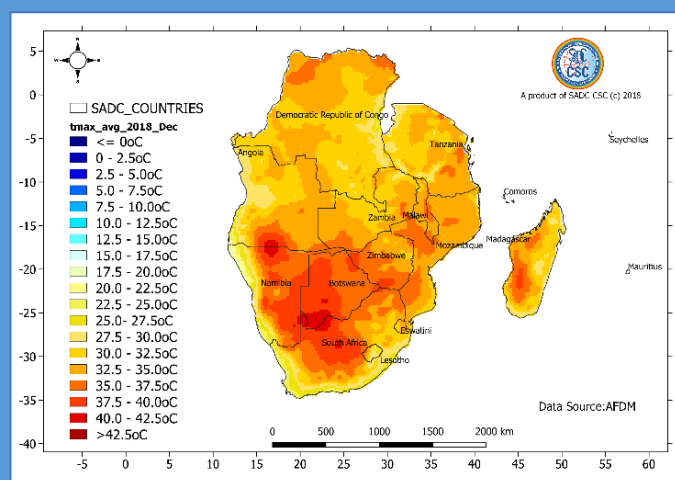 N
W E
S
CSC
A product of SADC CSC (c) 2018
SADC_COUNTRIES
tmax_avg_2018_Dec
<= 0oC
0 - 2.5oC
2.5 - 5.0oC
5.0 - 7.5oC
7.5 - 10.0oC
10.0 - 12.5oC
12.5 - 15.0oC
15.0 - 17.5oC
17.5 - 20.0oC
20.0 - 22.5oC
22.5 - 25.0oC
25.0- 27.5oC
27.5 - 30.0oC
30.0 - 32.5oC
32.5 - 35.0oC
35.0 - 37.5oC
37.5 - 40.0oC
40.0 - 42.5oC
>42.5oC
Democratic Republic of Congo
Tanzania
Seychelles
Angola
Comoros
Zambia
Malawi
Mozambique
Madagascar
Zimbabwe
Mauritius
Namibia
Botswana
Eswatini
South Africa
Lesotho
Data Source:AFDM
0 500 1000 1500 2000 km
5
0
-5
-10
-15
-20
-25
-30
-35
-40
-5 0 5 10 15 20 25 30 35 40 45 50 55 60